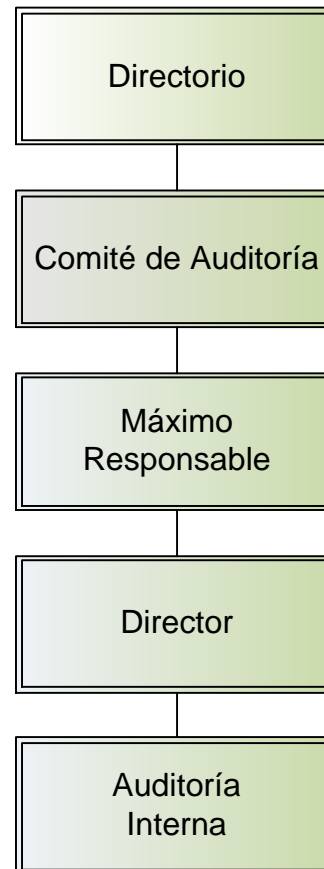 Directorio
Comité de Auditoría
Máximo
Responsable
Director
Auditoría
Interna